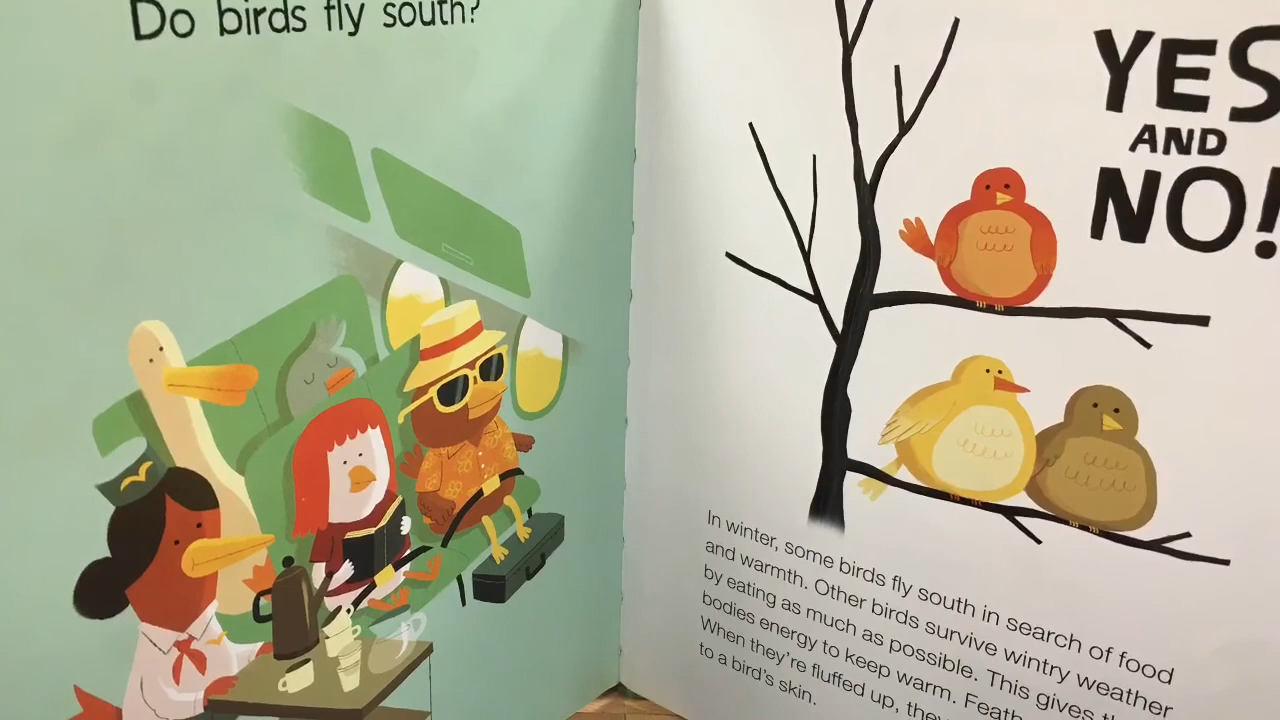 Do birds fly south?
YES
AND
NO!
In winter, some birds fly south in search of food
and warmth. Other birds survive wintry weather
by eating as much as possible. This gives
bodies energy to keep warm.
When they're fluffed up, they
to a bird's skin.